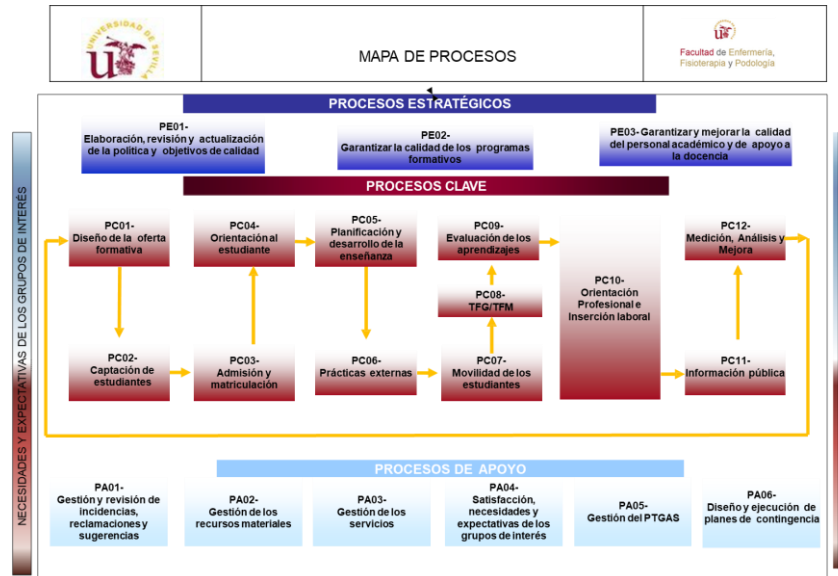 UNIVERSIDAD DE SEVILLA
MAPA DE PROCESOS
Facultad de Enfermería,
Fisioterapia y Podología
NECESIDADES Y EXPECTATIVAS DE LOS GRUPOS DE INTERÉS
PROCESOS ESTRATÉGICOS
PE01-
Elaboración, revisión y actualización
de la política y objetivos de calidad
PE02-
Garantizar la calidad de los programas
formativos
PE03-Garantizar y mejorar la calidad
del personal académico y de apoyo a
la docencia
PROCESOS CLAVE
PC01-
Diseño de la oferta
formativa
PC04-
Orientación al
estudiante
PC05-
Planificación y
desarrollo de la
enseñanza
PC09-
Evaluación de los
aprendizajes
PC12-
Medición, Análisis y
Mejora
PC08-
TFG/TFM
PC10-
Orientación
Profesional e
Inserción laboral
PC02-
Captación de
estudiantes
PC03-
Admisión y
matriculación
PC06-
Prácticas externas
PC07-
Movilidad de los
estudiantes
PC11-
Información pública
PROCESOS DE APOYO
PA01-
Gestión y revisión de
incidencias,
reclamaciones y
sugerencias
PA02-
Gestión de los
recursos materiales
PA03-
Gestión de los
servicios
PA04-
Satisfacción,
necesidades y
expectativas de los
grupos de interés
PA05-
Gestión del PTGAS
PA06-
Diseño y ejecución de
planes de contingencia